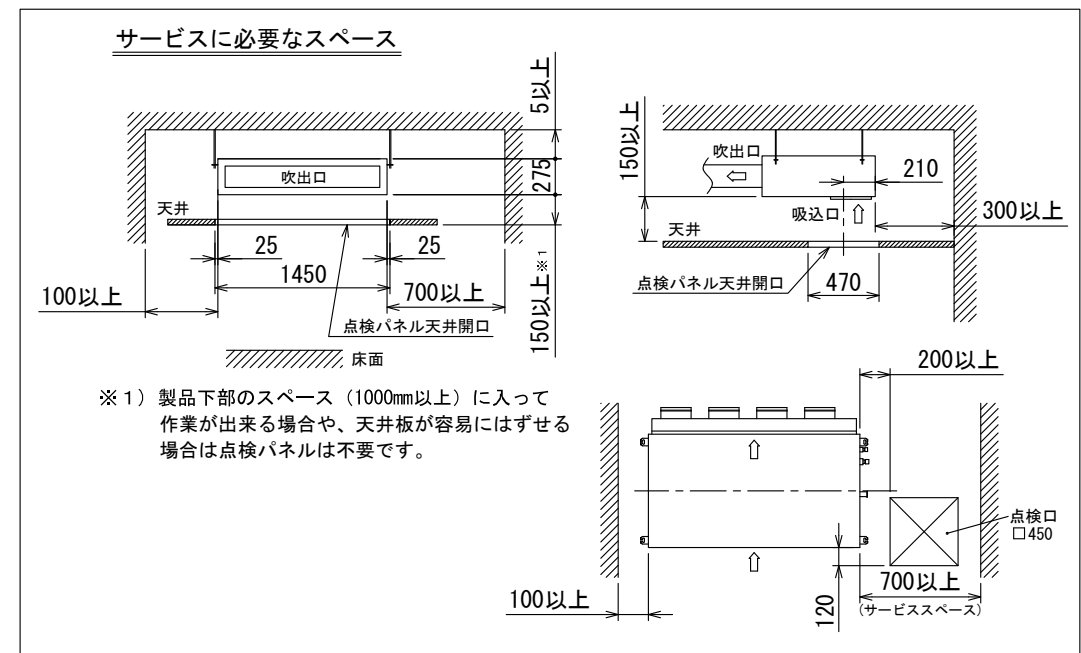 サービスに必要なスペース
5以上
275
吹出口
天井
25
25
1450
100以上
700以上
150以上※1
点検パネル天井開口
床面
※1) 製品下部のスペース (1000mm以上) に入って
作業が出来る場合や、天井板が容易にはずせる
場合は点検パネルは不要です。
150以上
吹出口
210
吸込口
300以上
天井
点検パネル天井開口
470
200以上
点検口
□450
100以上
120
700以上
(サービススペース)